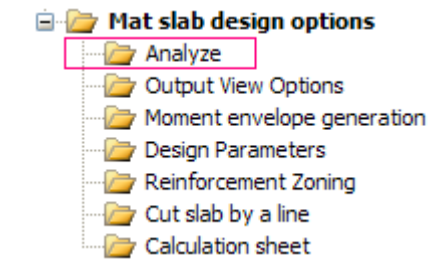 Mat slab design options
Analyze
Output View Options
Moment envelope generation
Design Parameters
Reinforcement Zoning
Cut slab by a line
Calculation sheet